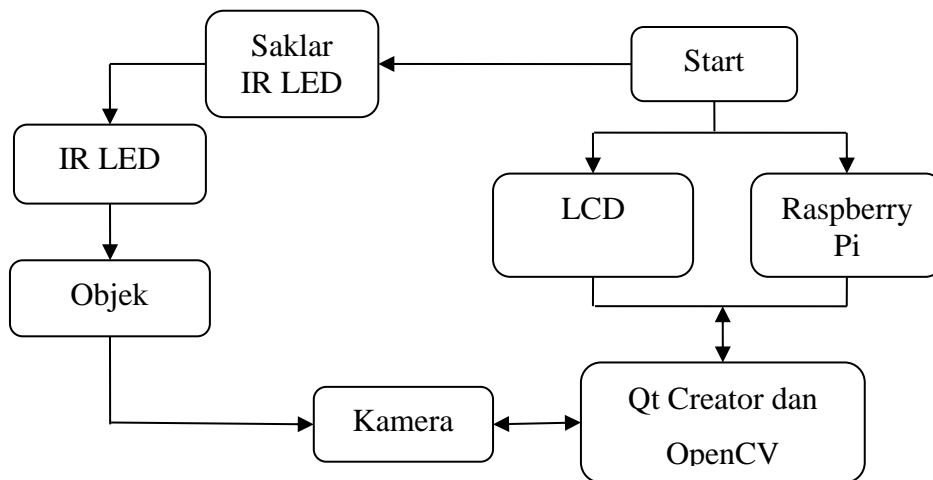 Saklar
IR LED
Start
IR LED
LCD
Raspberry
Pi
Objek
Kamera
Qt Creator dan
OpenCV